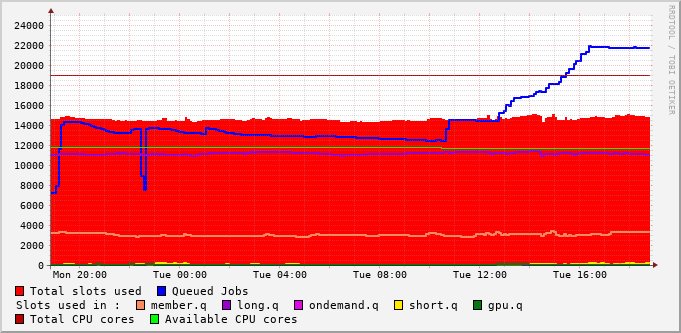 RRDTOOL / TOBI OETIKER
24000
22000
20000
18000
16000
14000
12000
10000
8000
6000
4000
2000
0
Mon 20:00 Tue 00:00 Tue 04:00 Tue 08:00 Tue 12:00 Tue 16:00
Total slots used Queued Jobs
Slots used in : member.q long.q ondemand.q short.q gpu.q
Total CPU cores Available CPU cores